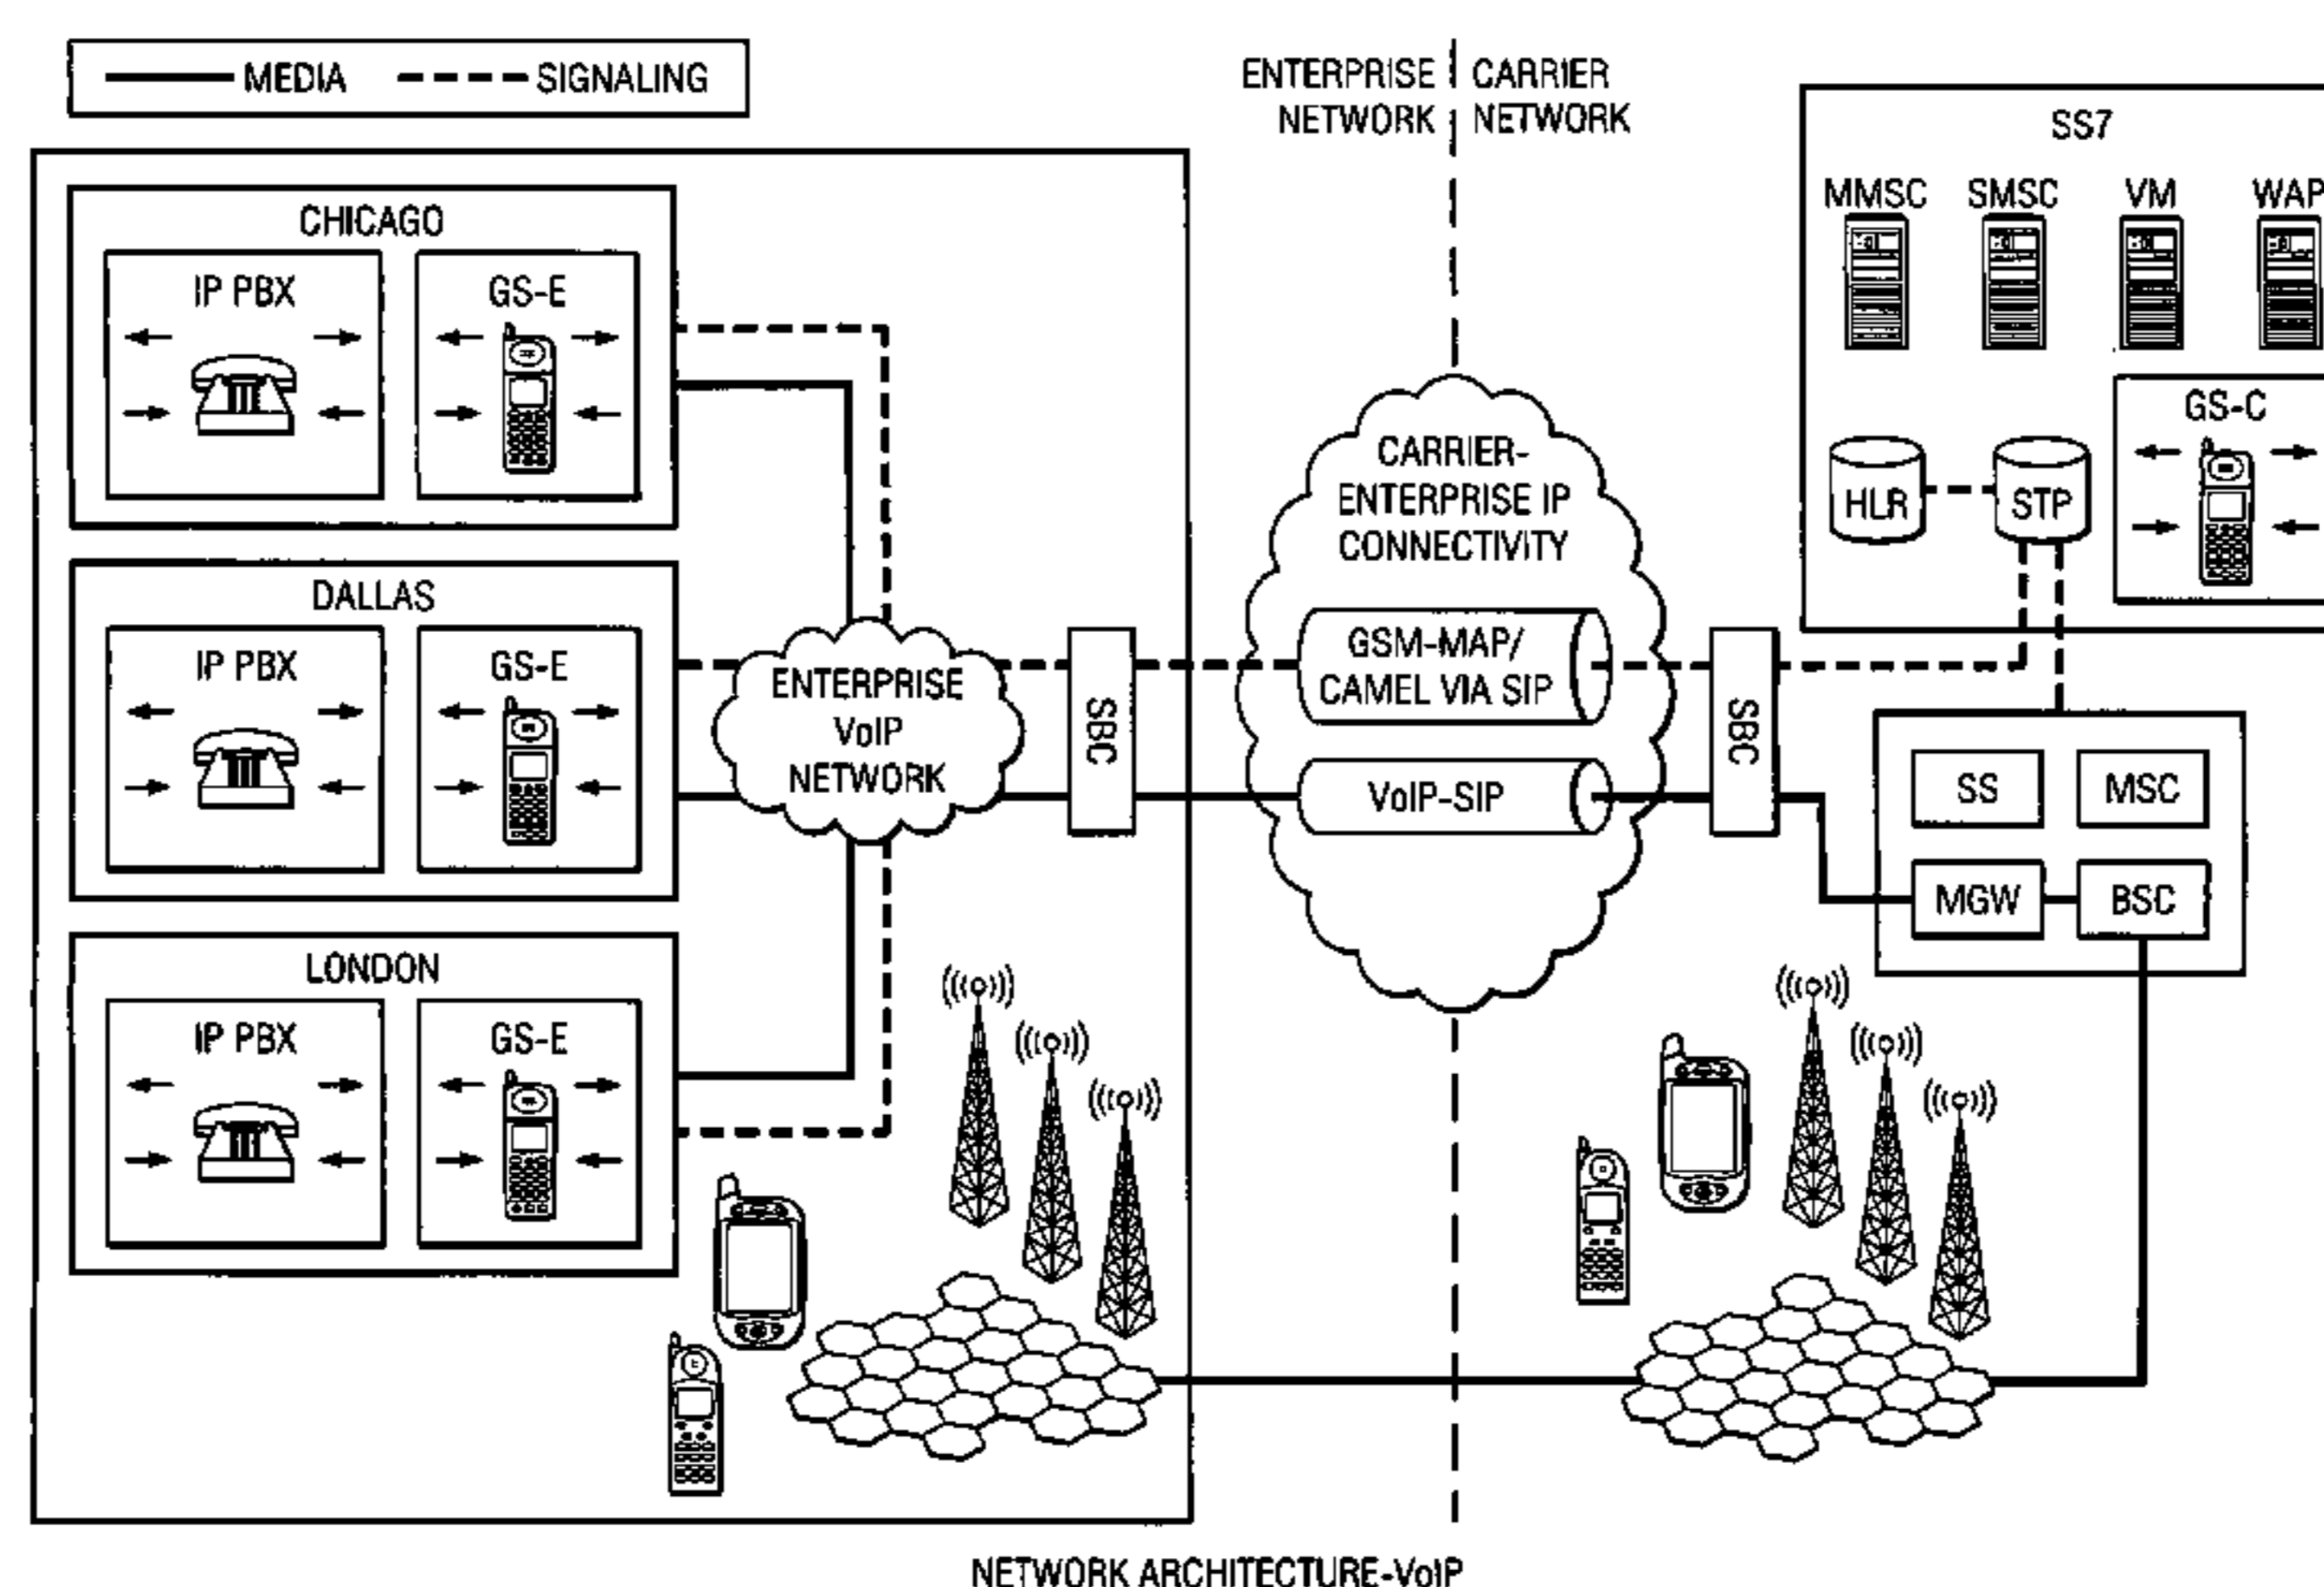 MEDIA
SIGNALING
ENTERPRISE
NETWORK
CARRIER
NETWORK
SS7
MMSC
SMSC
VM
WAP
GS-C
HLR
STP
CHICAGO
IP PBX
GS-E
DALLAS
IP PBX
GS-E
LONDON
IP PBX
GS-E
ENTERPRISE
VoIP
NETWORK
SBC
CARRIER-
ENTERPRISE IP
CONNECTIVITY
GSM-MAP/
CAMEL VIA SIP
VoIP-SIP
SBC
SS
MSC
MGW
BSC
NETWORK ARCHITECTURE-VoIP